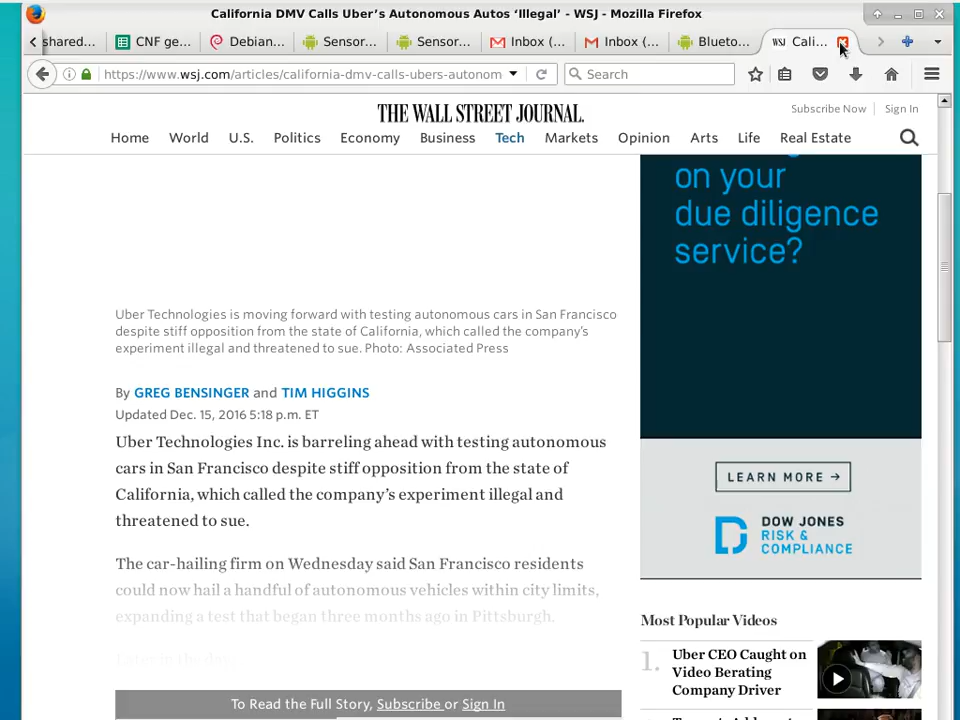 California DMV Calls Uber's Autonomous Autos 'Illegal' - WSJ - Mozilla Firefox
shared... CNF ge... Debian... Sensor... Sensor... Inbox (... Inbox (... Blueto... WSJ Cali...
https://www.wsj.com/articles/california-dmv-calls-ubers-autonom Search
THE WALL STREET JOURNAL.
Subscribe Now Sign In
Home World U.S. Politics Economy Business Tech Markets Opinion Arts Life Real Estate
on your
due diligence
service?
LEARN MORE →
DOW JONES
RISK &
COMPLIANCE
Uber Technologies is moving forward with testing autonomous cars in San Francisco
despite stiff opposition from the state of California, which called the company's
experiment illegal and threatened to sue. Photo: Associated Press
By GREG BENSINGER and TIM HIGGINS
Updated Dec. 15, 2016 5:18 p.m. ET
Uber Technologies Inc. is barreling ahead with testing autonomous
cars in San Francisco despite stiff opposition from the state of
California, which called the company's experiment illegal and
threatened to sue.
The car-hailing firm on Wednesday said San Francisco residents
could now hail a handful of autonomous vehicles within city limits,
expanding a test that began three months ago in Pittsburgh.
Later in the day,
To Read the Full Story, Subscribe or Sign In
Most Popular Videos
1. Uber CEO Caught on
Video Berating
Company Driver